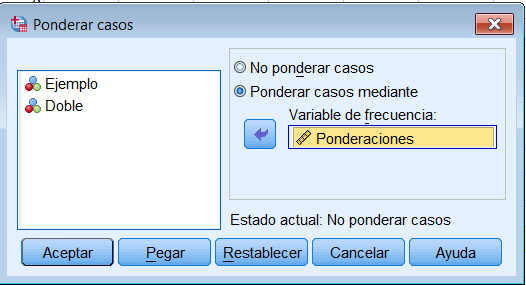 Ponderar casos
Ejemplo
Doble
No ponderar casos
Ponderar casos mediante
Variable de frecuencia:
Ponderaciones
Estado actual: No ponderar casos
Aceptar Pegar Restablecer Cancelar Ayuda